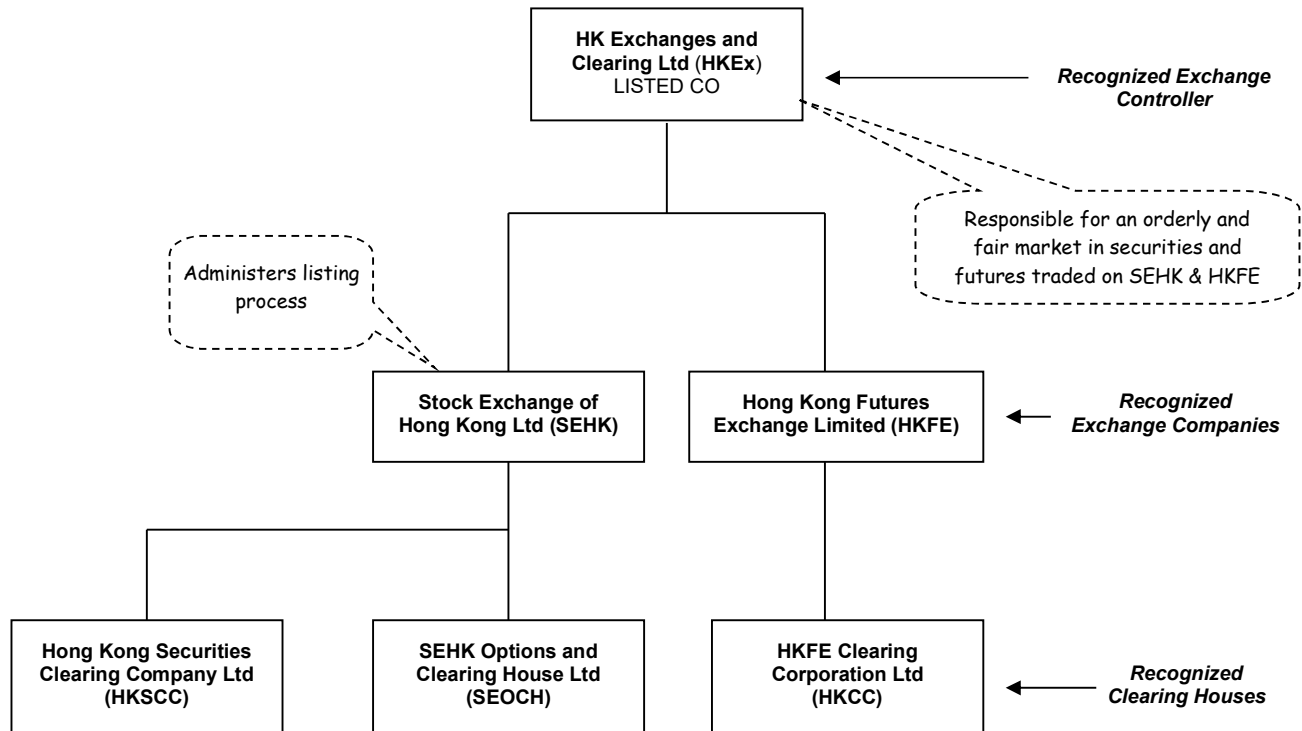 HK Exchanges and
Clearing Ltd (HKEx)
LISTED CO
Recognized Exchange
Controller
Responsible for an orderly and
fair market in securities and
futures traded on SEHK & HKFE
Administers listing
process
Stock Exchange of
Hong Kong Ltd (SEHK)
Hong Kong Futures
Exchange Limited (HKFE)
Recognized
Exchange Companies
Hong Kong Securities
Clearing Company Ltd
(HKSCC)
SEHK Options and
Clearing House Ltd
(SEOCH)
HKFE Clearing
Corporation Ltd
(HKCC)
Recognized
Clearing Houses